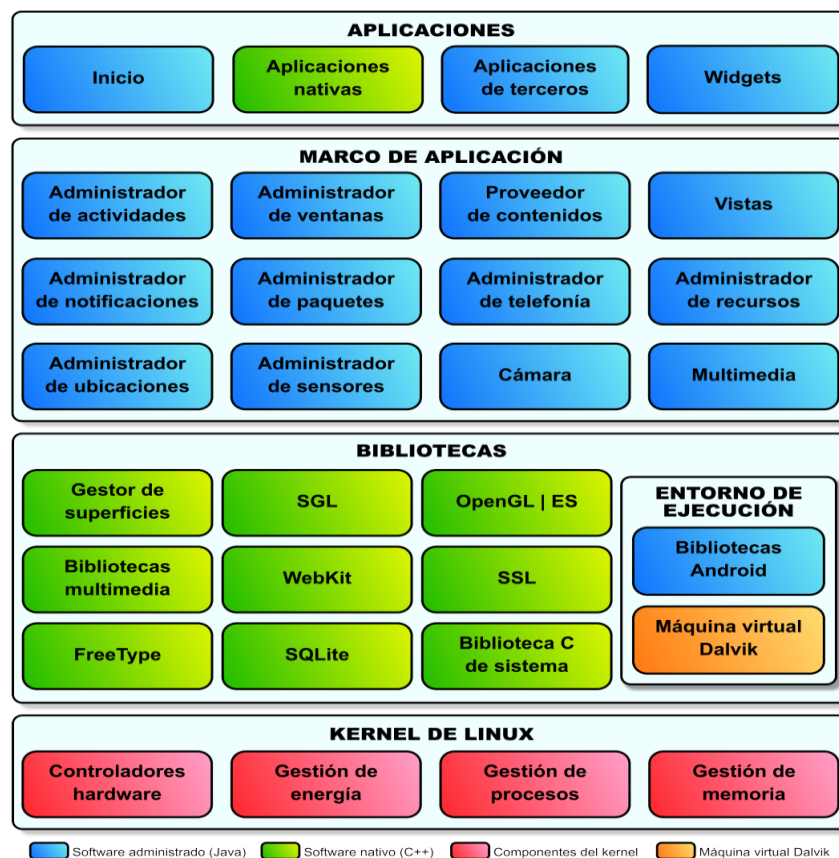 APLICACIONES
Inicio
Aplicaciones
nativas
Aplicaciones
de terceros
Widgets
MARCO DE APLICACIÓN
Administrador
de actividades
Administrador
de ventanas
Proveedor
de contenidos
Vistas
Administrador
de notificaciones
Administrador
de paquetes
Administrador
de telefonía
Administrador
de recursos
Administrador
de ubicaciones
Administrador
de sensores
Cámara
Multimedia
BIBLIOTECAS
Gestor de
superficies
SGL
OpenGL | ES
Bibliotecas
multimedia
WebKit
SSL
FreeType
SQLite
Biblioteca C
de sistema
ENTORNO DE
EJECUCIÓN
Bibliotecas
Android
Máquina virtual
Dalvik
KERNEL DE LINUX
Controladores
hardware
Gestión de
energía
Gestión de
procesos
Gestión de
memoria
Software administrado (Java)
Software nativo (C++)
Componentes del kernel
Máquina virtual Dalvik